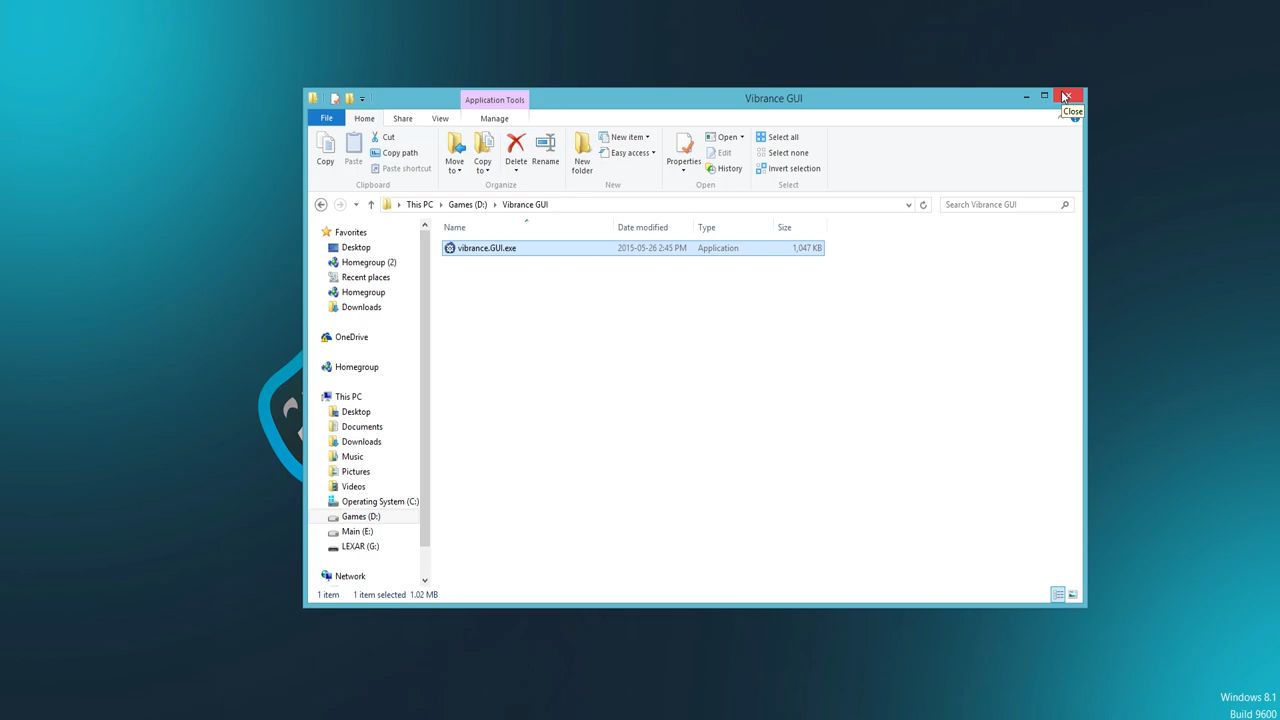 Application Tools
Vibrance GUI
Close
File
Home
Share
View
Manage
Copy
Paste
Cut
Copy path
Paste shortcut
Move to
Copy to
Delete
Rename
New folder
New item
Easy access
Properties
Open
Edit
History
Select all
Select none
Invert selection
Clipboard
Organize
New
Open
Select
This PC
Games (D:)
Vibrance GUI
Search Vibrance GUI
Name
Date modified
Type
Size
vibrance.GUI.exe
2015-05-26 2:45 PM
Application
1,047 KB
Favorites
Desktop
Homegroup (2)
Recent places
Homegroup
Downloads
OneDrive
Homegroup
This PC
Desktop
Documents
Downloads
Music
Pictures
Videos
Operating System (C:)
Games (D:)
Main (E:)
LEXAR (G:)
Network
1 item
1 item selected 1.02 MB
Windows 8.1
Build 9600